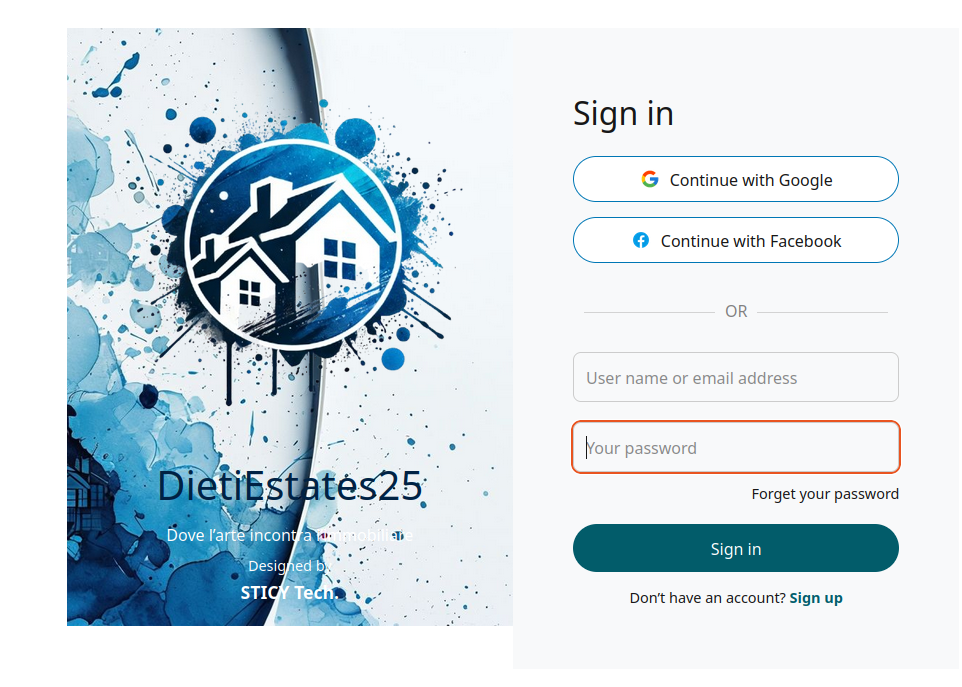 Sign in
Continue with Google
Continue with Facebook
OR
User name or email address
Your password
Forget your password
Sign in
Don’t have an account? Sign up
DietiEstates25
Dove l’arte incontra l’immobiliare
Designed by
STICY Tech.